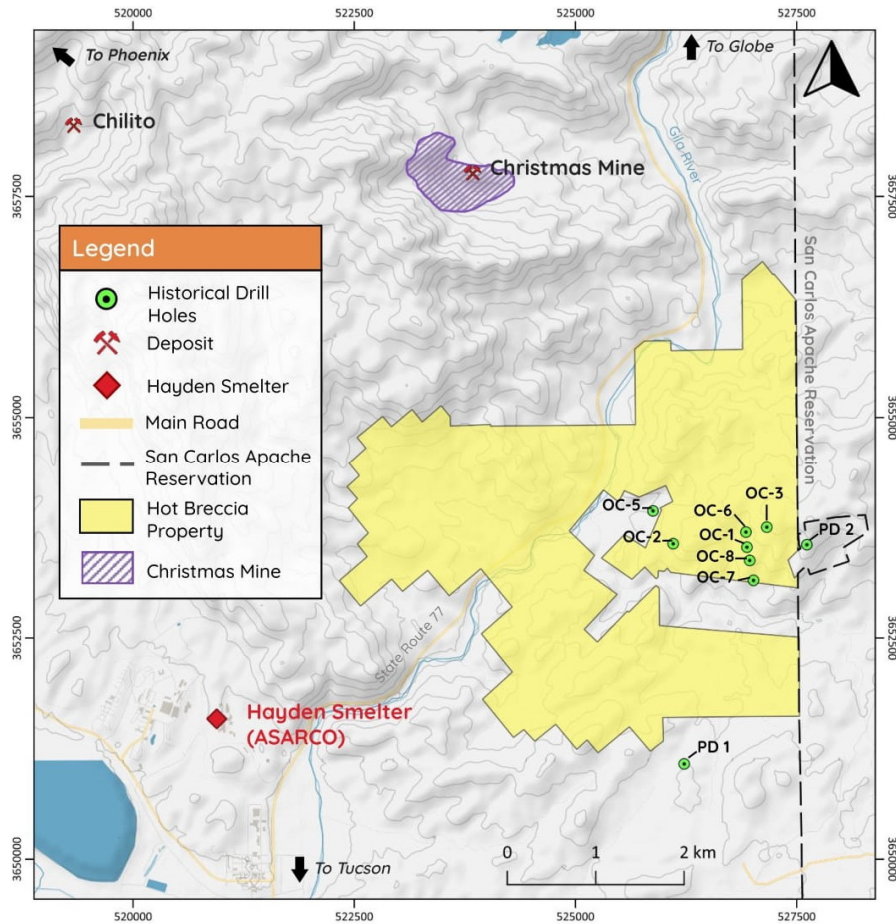 520000
522500
525000
527500
To Phoenix
To Globe
Chilito
Christmas Mine
Gila River
3657500
3657500
San Carlos Apache Reservation
Legend
Historical Drill
Holes
Deposit
Hayden Smelter
Main Road
San Carlos Apache
Reservation
Hot Breccia
Property
Christmas Mine
3655000
3655000
OC-3
OC-5
OC-6
OC-2
OC-1
PD 2
OC-8
OC-7
3652500
3652500
State Route 77
Hayden Smelter
(ASARCO)
PD 1
0
1
2 km
3650000
3650000
To Tucson
520000
522500
525000
527500